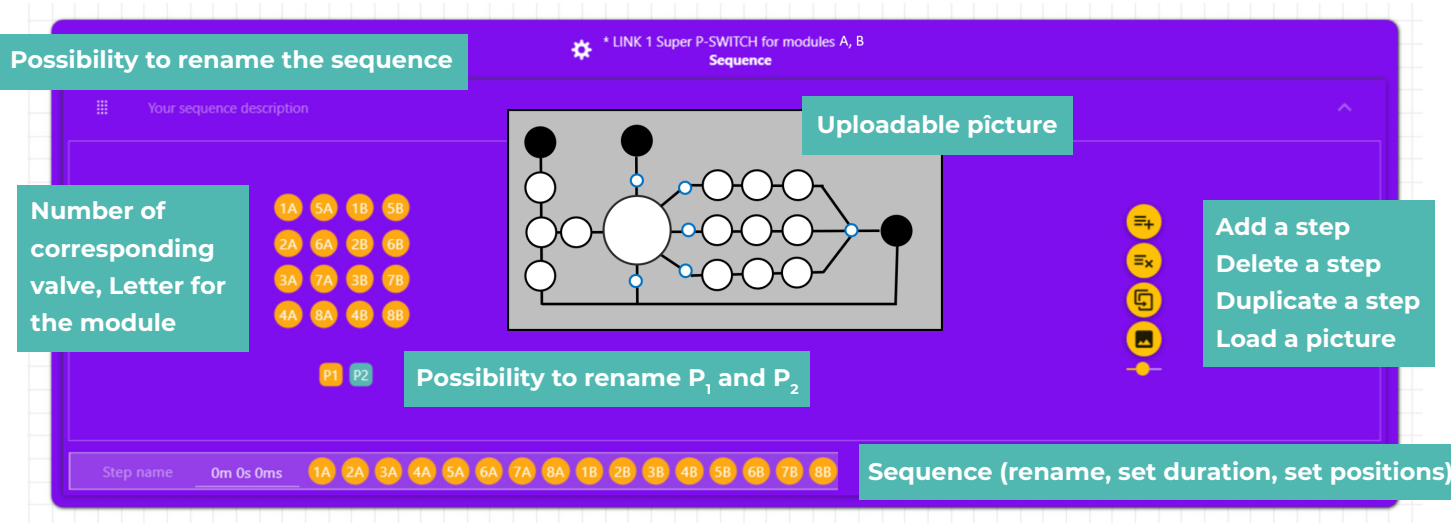 Possibility to rename the sequence
* LINK 1 Super P-SWITCH for modules A, B
Sequence
Your sequence description
Uploadable pîcture
Number of
corresponding
valve, Letter for
the module
1A 5A 1B 5B
2A 6A 2B 6B
3A 7A 3B 7B
4A 8A 4B 8B
Add a step
Delete a step
Duplicate a step
Load a picture
P1 P2
Possibility to rename P1 and P2
Step name 0m 0s 0ms 1A 2A 3A 4A 5A 6A 7A 8A 1B 2B 3B 4B 5B 6B 7B 8B
Sequence (rename, set duration, set positions)